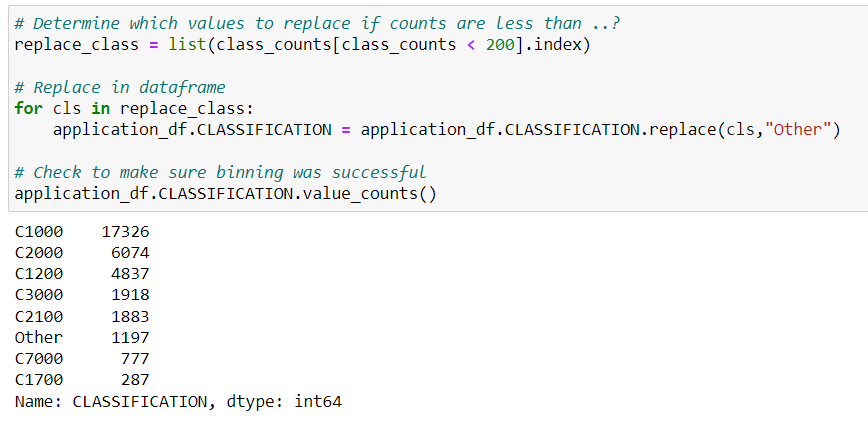 # Determine which values to replace if counts are less than ..?
replace_class = list(class_counts[class_counts < 200].index)
# Replace in dataframe
for cls in replace_class:
    application_df.CLASSIFICATION = application_df.CLASSIFICATION.replace(cls,"Other")
# Check to make sure binning was successful
application_df.CLASSIFICATION.value_counts()
C1000    17326
C2000     6074
C1200     4837
C3000     1918
C2100     1883
Other     1197
C7000      777
C1700      287
Name: CLASSIFICATION, dtype: int64